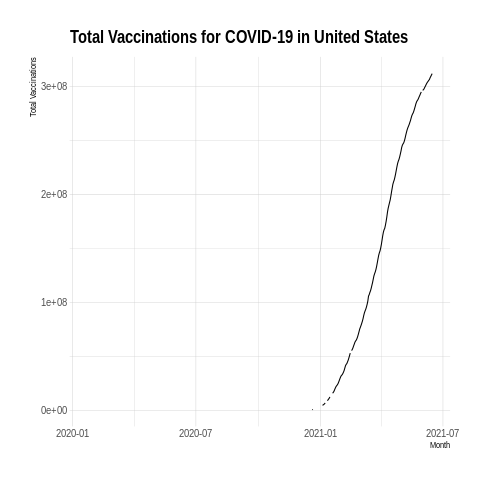 Total Vaccinations for COVID-19 in United States
Total Vaccinations
3e+08
2e+08
1e+08
0e+00
2020-01 2020-07 2021-01 2021-07
Month